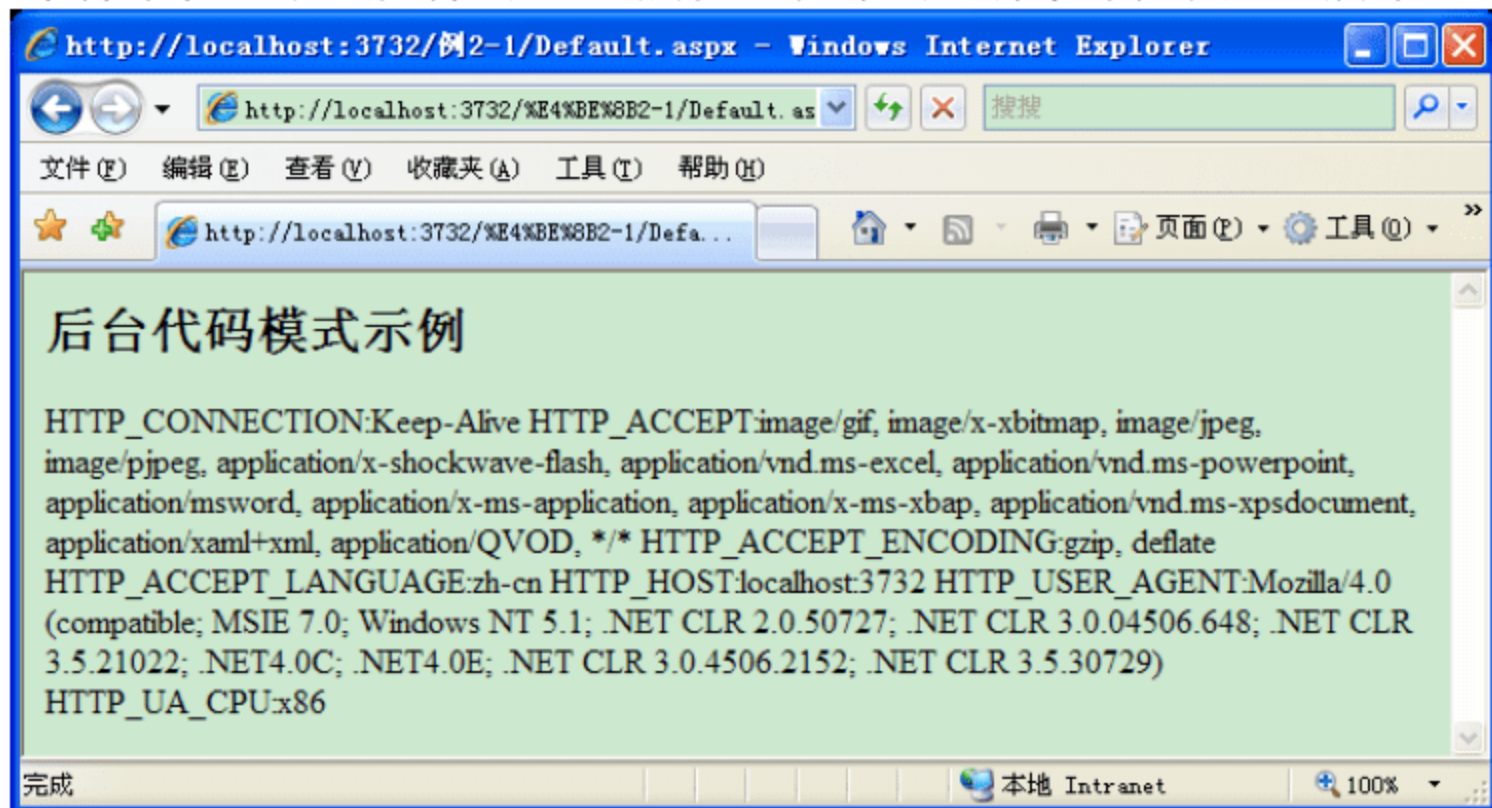 http://localhost:3732/例2-1/Default.aspx - Windows Internet Explorer
http://localhost:3732/%E4%BE%8B2-1/Default.as
搜搜
文件(F) 编辑(E) 查看(V) 收藏夹(A) 工具(T) 帮助(H)
http://localhost:3732/%E4%BE%8B2-1/Defa...
页面(P) 工具(O) »
后台代码模式示例
HTTP_CONNECTION:Keep-Alive HTTP_ACCEPT:image/gif, image/x-xbitmap, image/jpeg,
image/pjpeg, application/x-shockwave-flash, application/vnd.ms-excel, application/vnd.ms-powerpoint,
application/msword, application/x-ms-application, application/x-ms-xbap, application/vnd.ms-xpsdocument,
application/xaml+xml, application/QVOD, */* HTTP_ACCEPT_ENCODING:gzip, deflate
HTTP_ACCEPT_LANGUAGE:zh-cn HTTP_HOST:localhost:3732 HTTP_USER_AGENT:Mozilla/4.0
(compatible; MSIE 7.0; Windows NT 5.1; .NET CLR 2.0.50727; .NET CLR 3.0.04506.648; .NET CLR
3.5.21022; .NET4.0C; .NET4.0E; .NET CLR 3.0.4506.2152; .NET CLR 3.5.30729)
HTTP_UA_CPU:x86
完成 本地 Intranet 100%